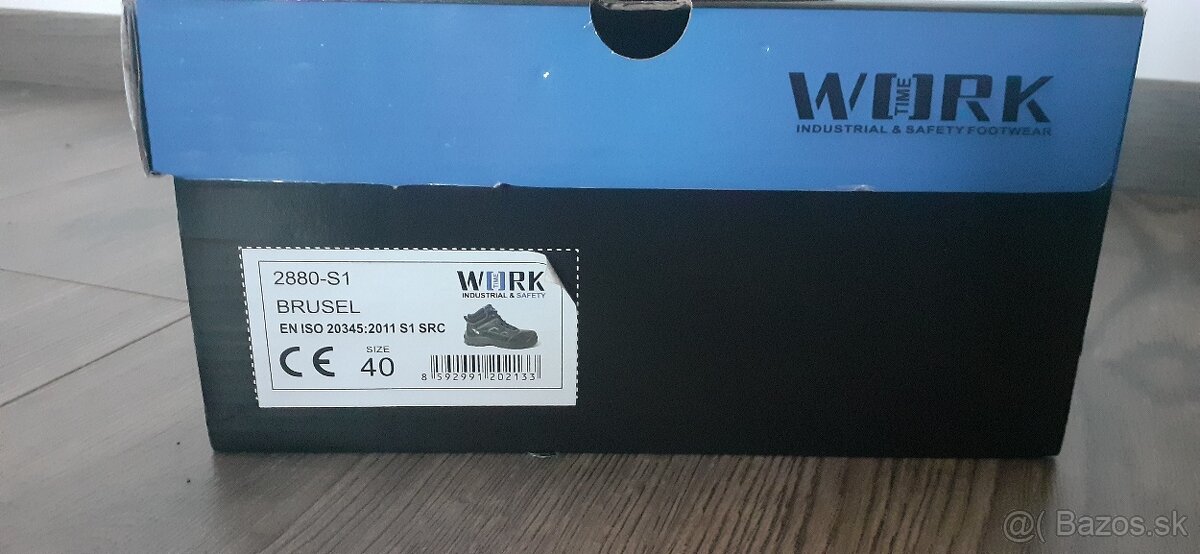 WORK
TIME
INDUSTRIAL & SAFETY FOOTWEAR
2880-S1
BRUSEL
EN ISO 20345:2011 S1 SRC
CE
SIZE
40
WORK
TIME
INDUSTRIAL & SAFETY
8 592991 202133
@( Bazos.sk